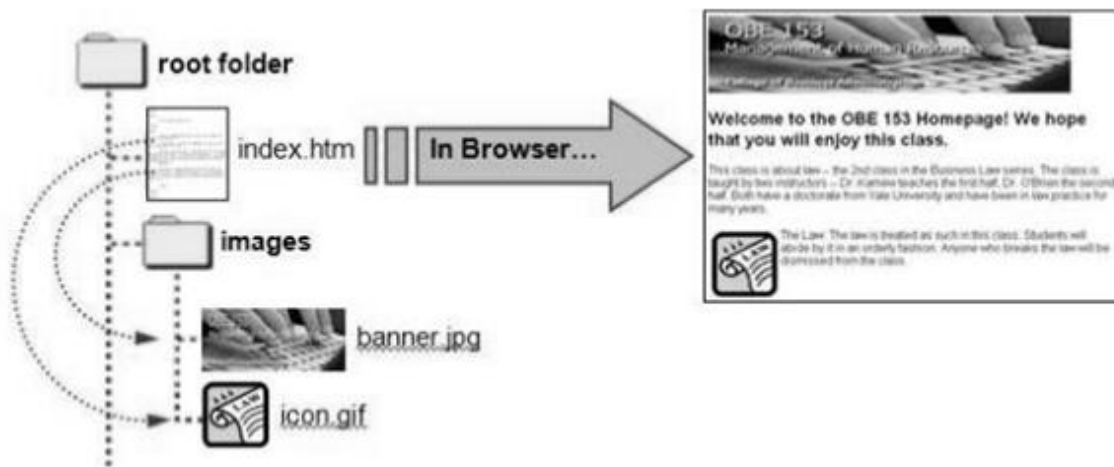 root folder
index.htm
In Browser...
images
banner.jpg
icon.gif
OBE 153
Management of Human Resource
College of Business Administration
Welcome to the OBE 153 Homepage! We hope
that you will enjoy this class.
This class is about law – the 2nd class in the Business Law series. The class is
taught by two instructors – Dr. Karnew teaches the first half, Dr. O'Brien the second
half. Both have a doctorate from Yale University and have been in law practice for
many years.
The Law: The law is treated as such in this class. Students will
abide by it in an orderly fashion. Anyone who breaks the law will be
dismissed from the class.
LAW
LAW